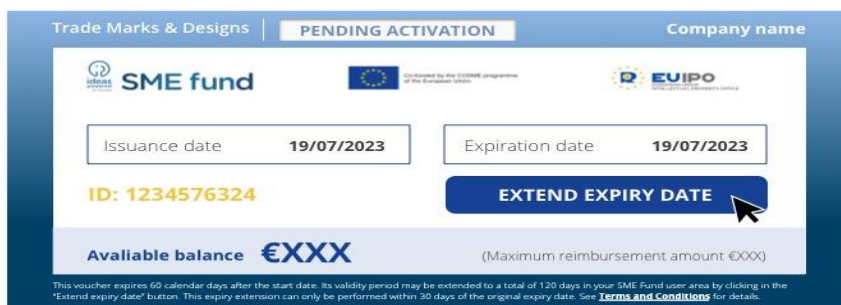 Trade Marks & Designs | PENDING ACTIVATION Company name
ideas powered SME fund
Co-funded by the COSME programme
of the European Union
EUIPO
EUROPEAN UNION
INTELLECTUAL PROPERTY OFFICE
Issuance date 19/07/2023 Expiration date 19/07/2023
ID: 1234576324 EXTEND EXPIRY DATE
Avaliable balance €XXX (Maximum reimbursement amount €XXX)
This voucher expires 60 calendar days after the start date. Its validity period may be extended to a total of 120 days in your SME Fund user area by clicking in the
"Extend expiry date" button. This expiry extension can only be performed within 30 days of the original expiry date. See Terms and Conditions for details.